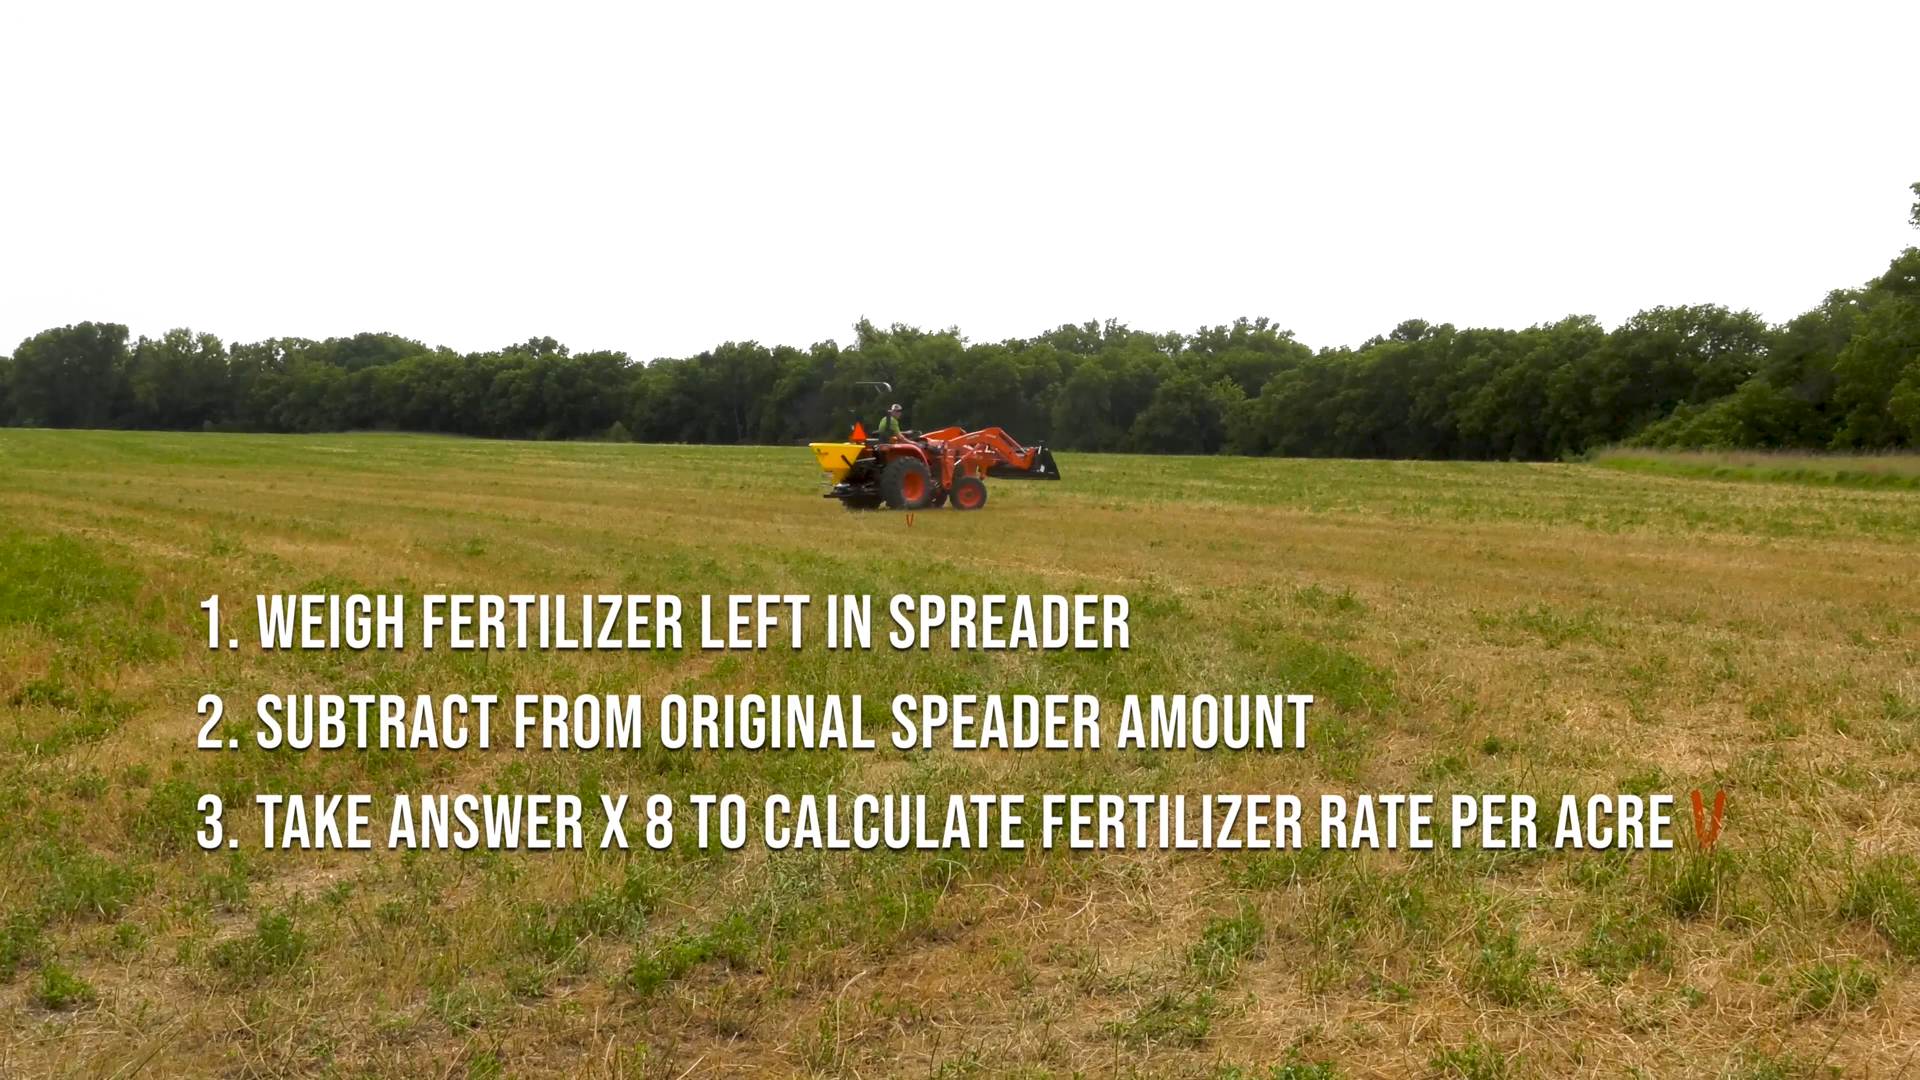 1. WEIGH FERTILIZER LEFT IN SPREADER
2. SUBTRACT FROM ORIGINAL SPEADER AMOUNT
3. TAKE ANSWER X 8 TO CALCULATE FERTILIZER RATE PER ACRE